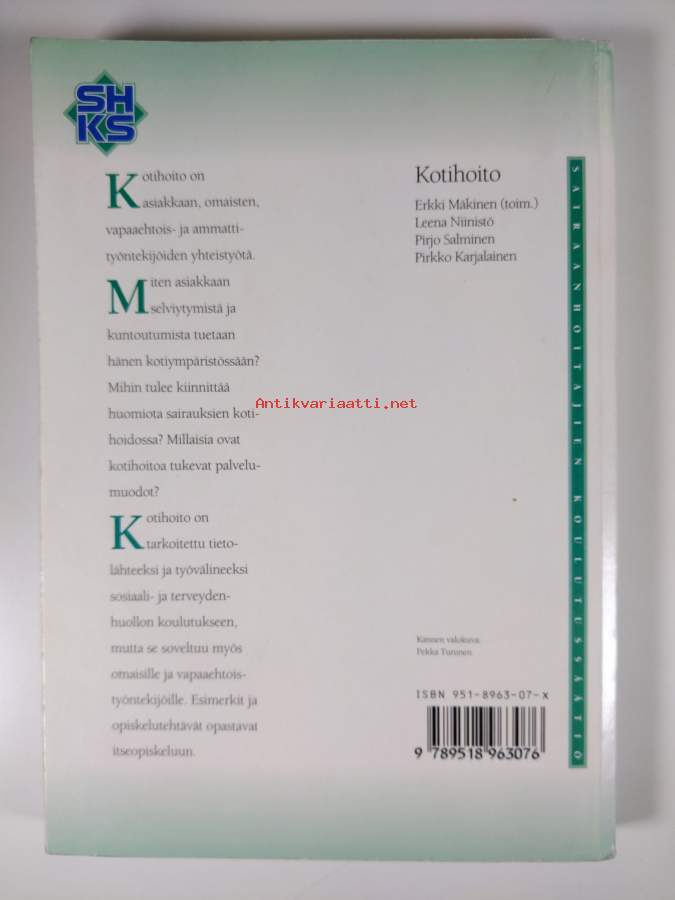 SH
KS
Kotihoito on
asiakkaan, omaisten,
vapaaehtois- ja ammatti-
työntekijöiden yhteistyötä.
Miten asiakkaan
selviytymistä ja
kuntoutumista tuetaan
hänen kotiympäristössään?
Mihin tulee kiinnittää
huomiota sairauksien koti-
hoidossa? Millaisia ovat
kotihoitoa tukevat palvelu-
muodot?
Kotihoito on
tarkoitettu tieto-
lähteeksi ja työvälineeksi
sosiaali- ja terveyden-
huollon koulutukseen,
mutta se soveltuu myös
omaisille ja vapaaehtois-
työntekijöille. Esimerkit ja
opiskelutehtävät opastavat
itseopiskeluun.
Kotihoito
Erkki Mäkinen (toim.)
Leena Niinistö
Pirjo Salminen
Pirkko Karjalainen
Antikvariaatti.net
Kannen valokuva:
Pekka Turunen
ISBN 951-8963-07-X
9 789518 963076
SAIRAANHOITAJIEN KOULUTUSSÄÄTIÖ